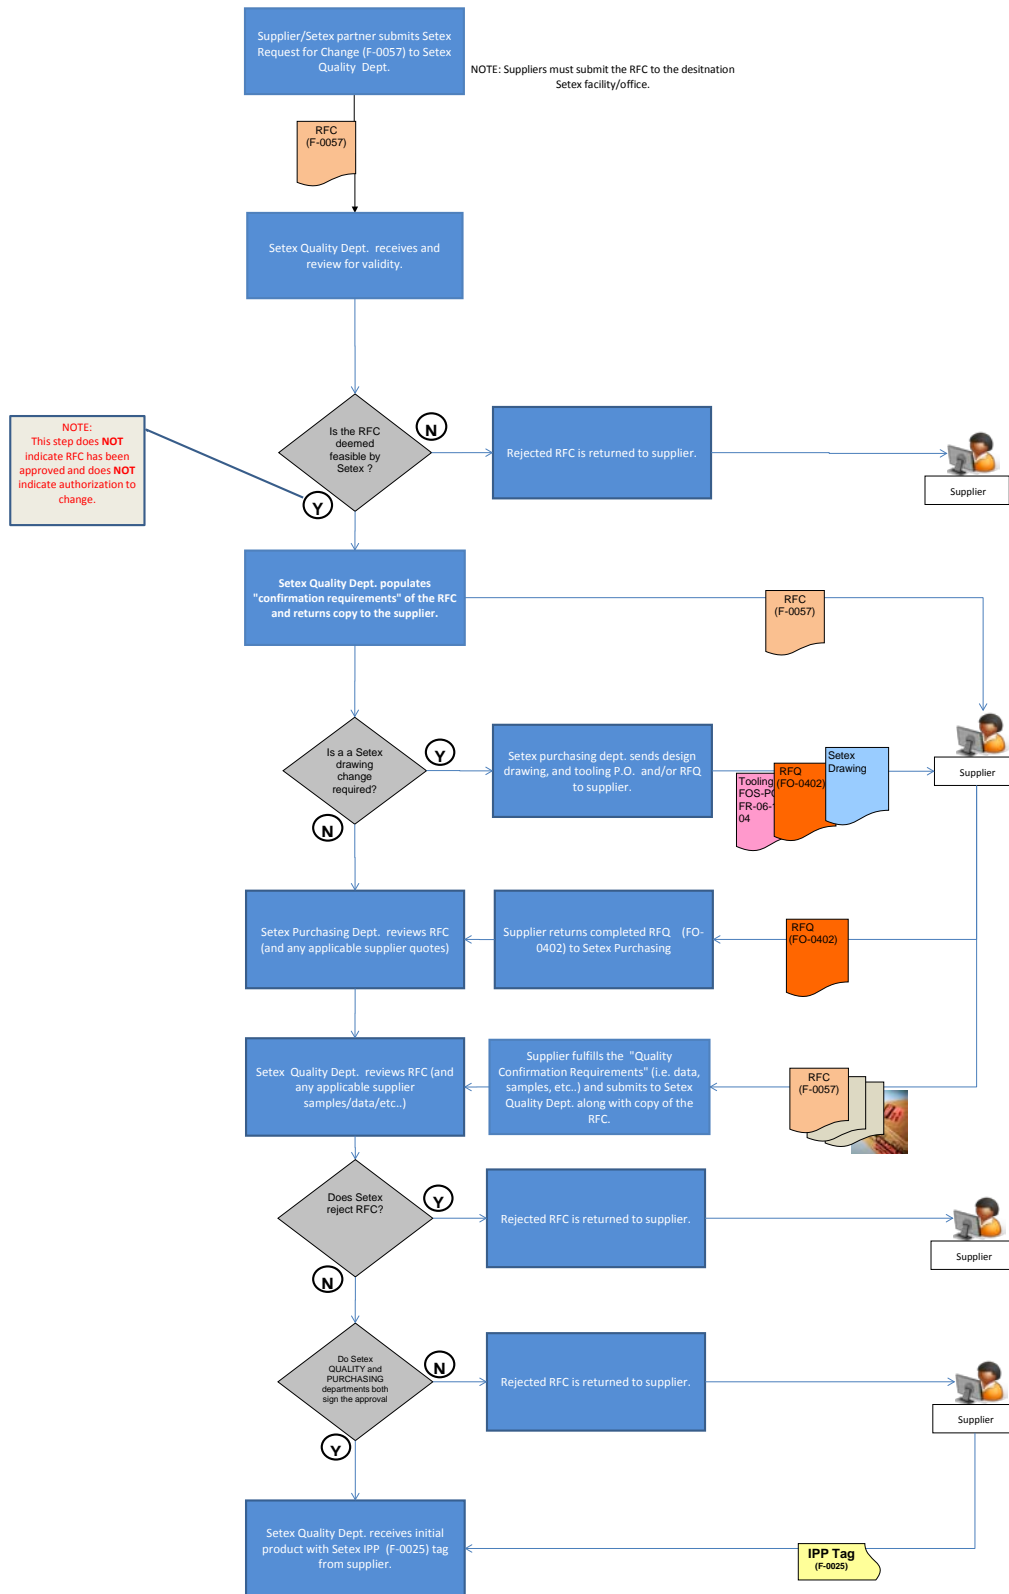 Supplier/Setex partner submits Setex
Request for Change (F-0057) to Setex
Quality Dept.
NOTE: Suppliers must submit the RFC to the desitnation
Setex facility/office.
RFC
(F-0057)
Setex Quality Dept. receives and
review for validity.
NOTE:
This step does NOT
indicate RFC has been
approved and does NOT
indicate authorization to
change.
Is the RFC
deemed
feasible by
Setex ?
N
Y
Rejected RFC is returned to supplier.
Supplier
Setex Quality Dept. populates
"confirmation requirements" of the RFC
and returns copy to the supplier.
RFC
(F-0057)
Is a a Setex
drawing
change
required?
Y
N
Setex purchasing dept. sends design
drawing, and tooling P.O. and/or RFQ
to supplier.
Tooling
FOS-PO
FR-06-
04
RFQ
(FO-0402)
Setex
Drawing
Supplier
Setex Purchasing Dept. reviews RFC
(and any applicable supplier quotes)
Supplier returns completed RFQ (FO-
0402) to Setex Purchasing
RFQ
(FO-0402)
Setex Quality Dept. reviews RFC (and
any applicable supplier
samples/data/etc..)
Supplier fulfills the "Quality
Confirmation Requirements" (i.e. data,
samples, etc..) and submits to Setex
Quality Dept. along with copy of the
RFC.
RFC
(F-0057)
Does Setex
reject RFC?
Y
N
Rejected RFC is returned to supplier.
Supplier
Do Setex
QUALITY and
PURCHASING
departments both
sign the approval
N
Y
Rejected RFC is returned to supplier.
Supplier
Setex Quality Dept. receives initial
product with Setex IPP (F-0025) tag
from supplier.
IPP Tag
(F-0025)